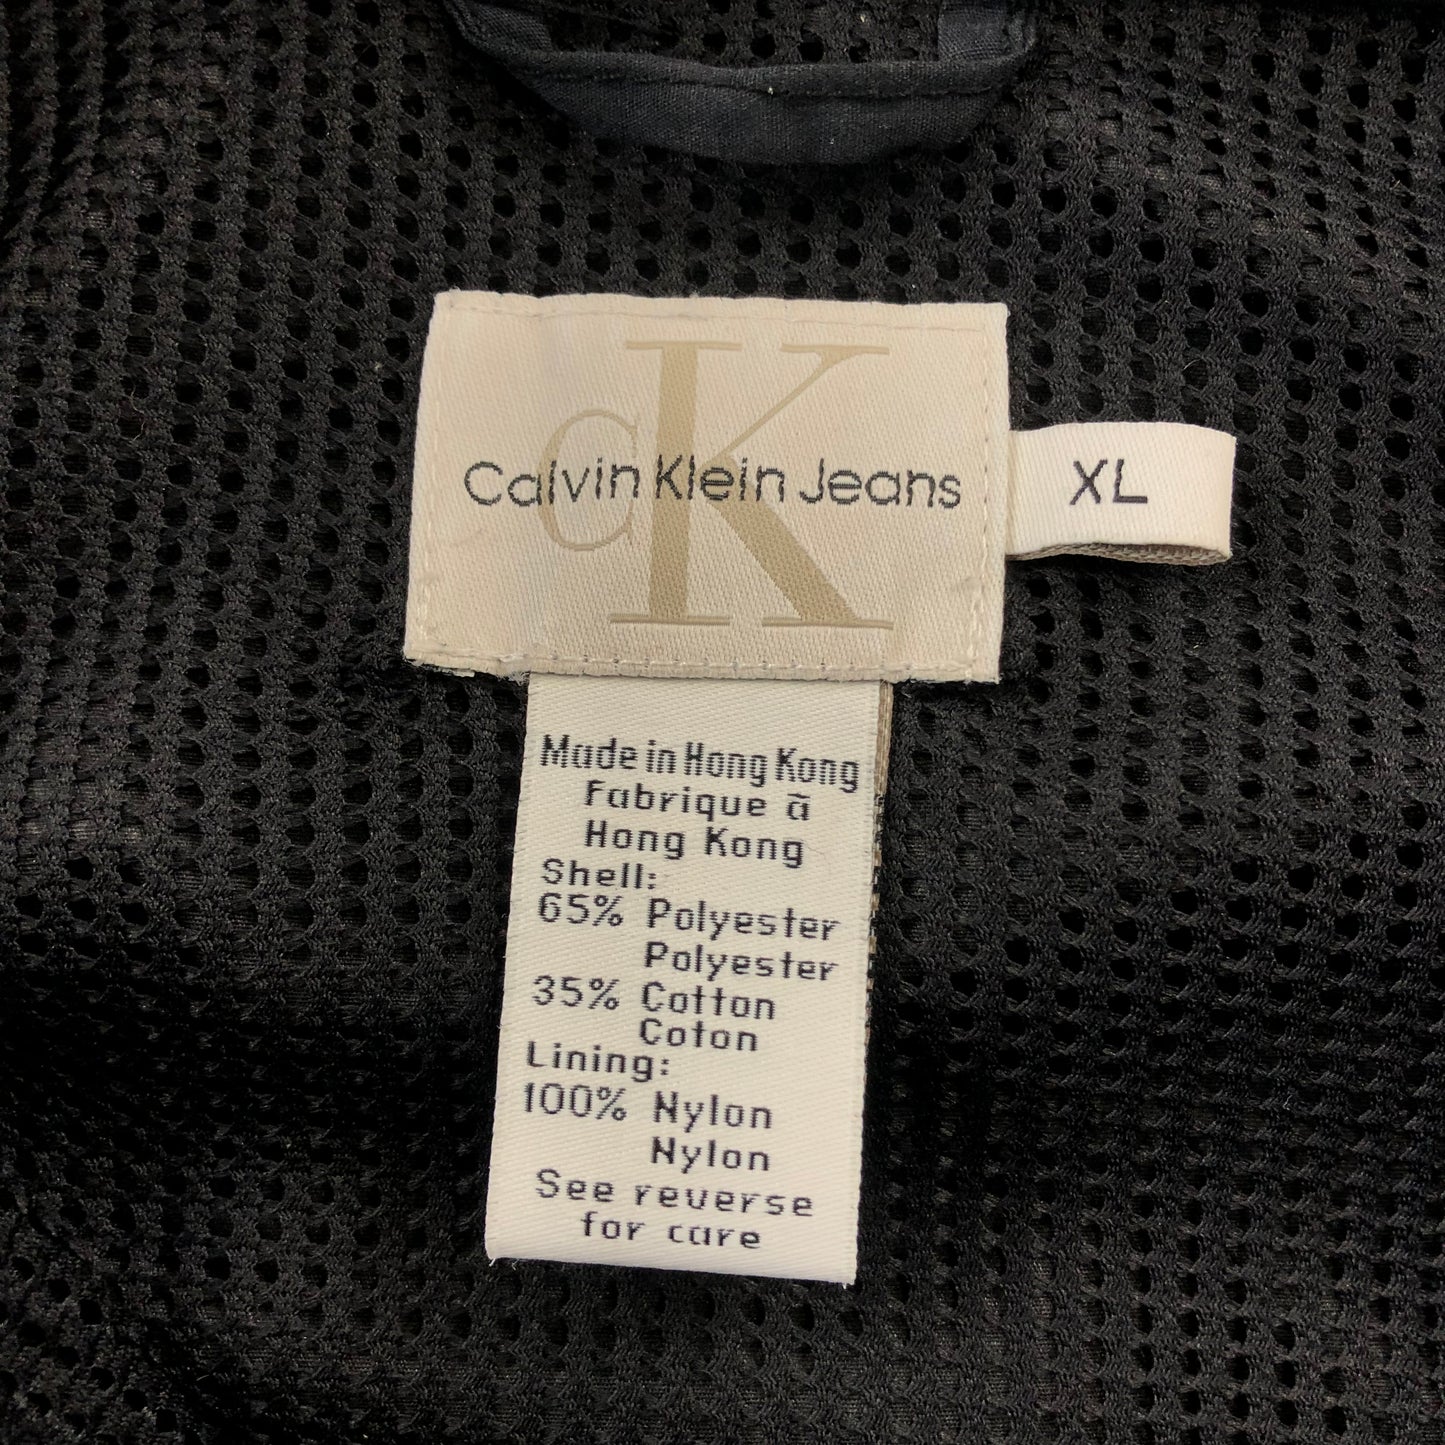 CK
Calvin Klein Jeans
XL
Made in Hong Kong
Fabrique ā
Hong Kong
Shell:
65% Polyester
Polyester
35% Cotton
Coton
Lining:
100% Nylon
Nylon
See reverse
for care